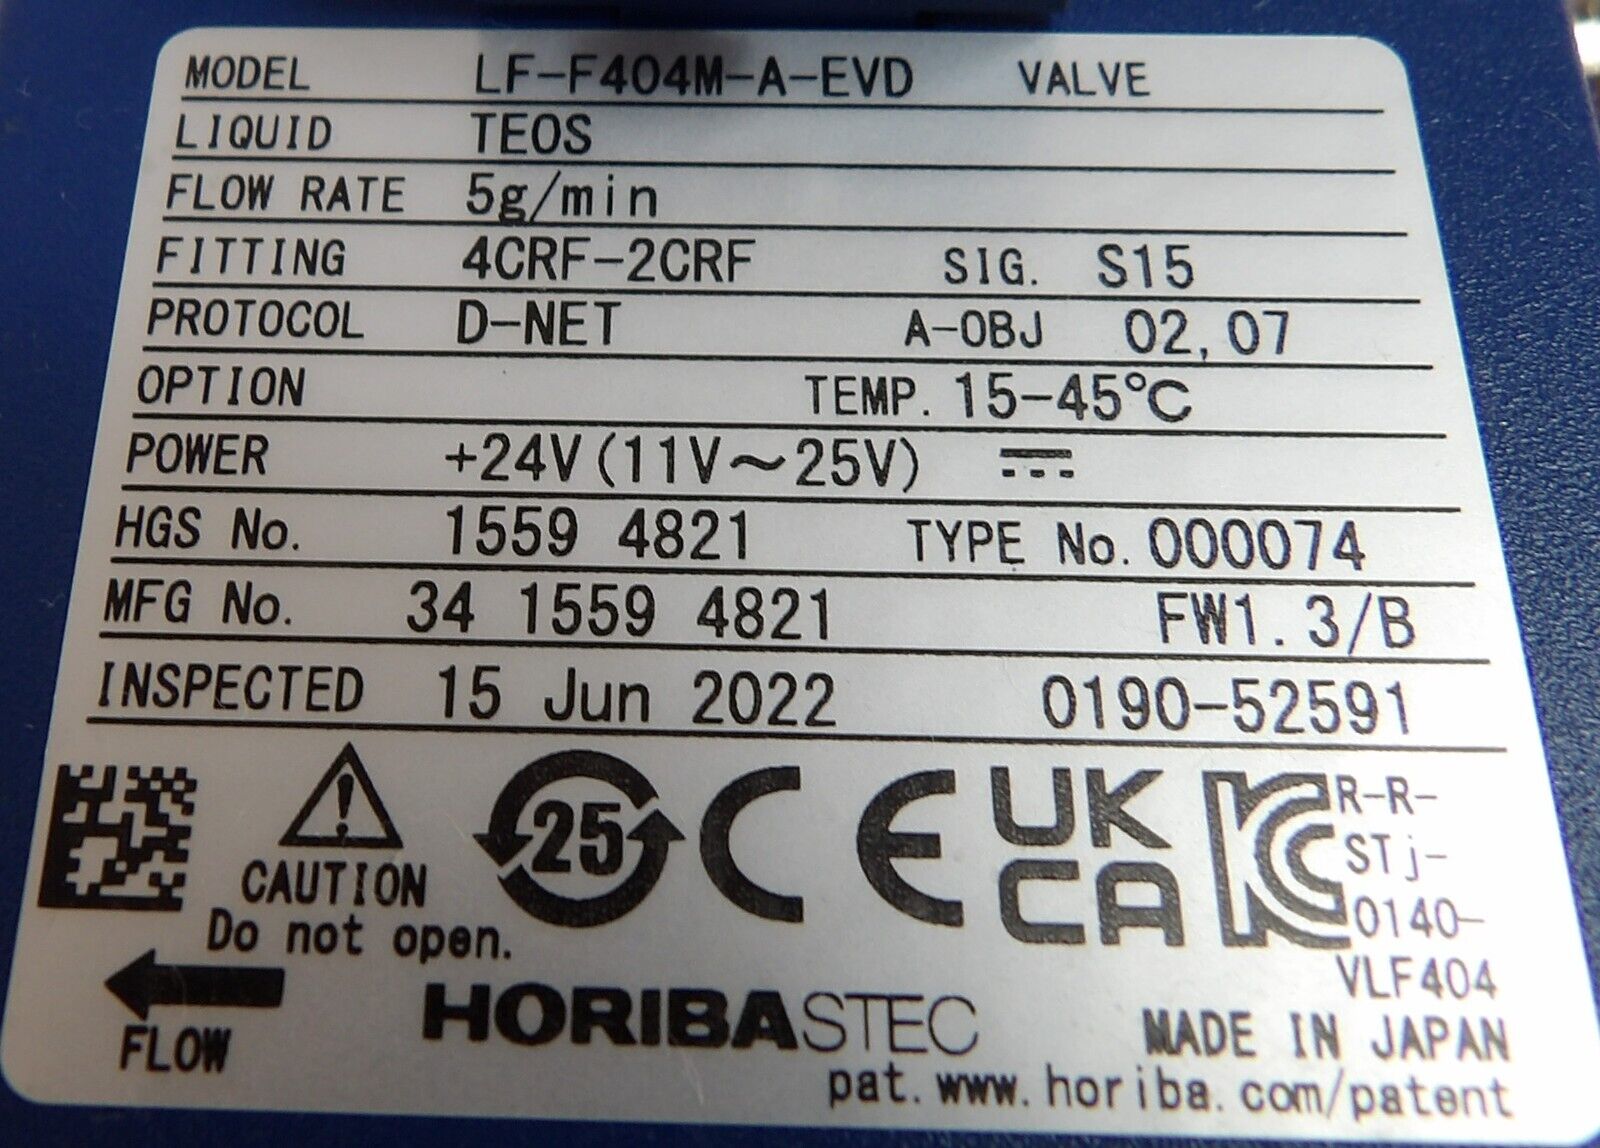 MODEL LF-F404M-A-EVD VALVE
LIQUID TEOS
FLOW RATE 5g/min
FITTING 4CRF-2CRF SIG. S15
PROTOCOL D-NET A-OBJ 02,07
OPTION TEMP. 15-45℃
POWER +24V(11V～25V)
HGS No. 1559 4821 TYPE No. 000074
MFG No. 34 1559 4821 FW1.3/B
INSPECTED 15 Jun 2022 0190-52591
CAUTION
Do not open.
25
CE
UK
CA
KC
R-R-
STj-
0140-
VLF404
FLOW
HORIBASTEC
MADE IN JAPAN
pat.www.horiba.com/patent